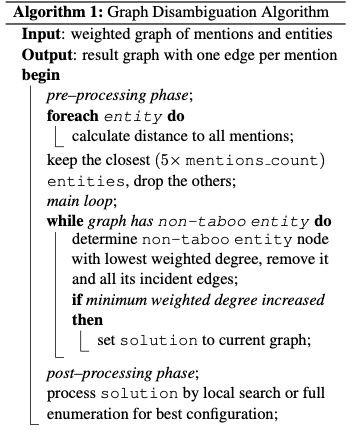 Algorithm 1: Graph Disambiguation Algorithm
Input: weighted graph of mentions and entities
Output: result graph with one edge per mention
begin
pre–processing phase;
foreach entity do
calculate distance to all mentions;
keep the closest (5× mentions_count)
entities, drop the others;
main loop;
while graph has non-taboo entity do
determine non-taboo entity node
with lowest weighted degree, remove it
and all its incident edges;
if minimum weighted degree increased
then
set solution to current graph;
post–processing phase;
process solution by local search or full
enumeration for best configuration;